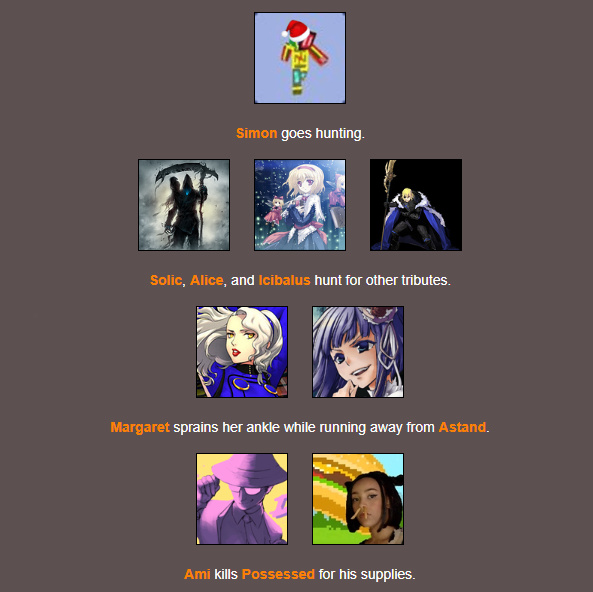 Simon goes hunting.
Solic, Alice, and Icibalus hunt for other tributes.
Margaret sprains her ankle while running away from Astand.
Ami kills Possessed for his supplies.